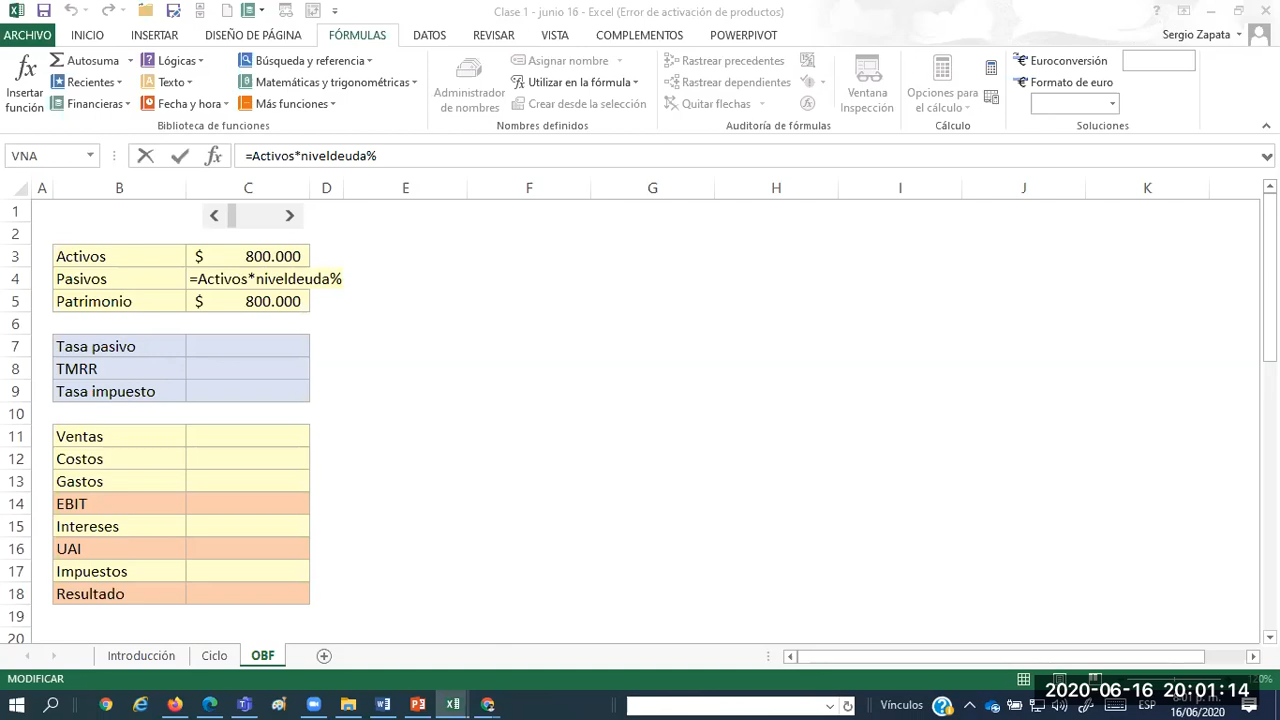 Clase 1 - junio 16 - Excel (Error de activación de productos)
ARCHIVO INICIO INSERTAR DISEÑO DE PÁGINA FÓRMULAS DATOS REVISAR VISTA COMPLEMENTOS POWERPIVOT Sergio Zapata
Insertar función
Autosuma
Recientes
Financieras
Lógicas
Texto
Fecha y hora
Búsqueda y referencia
Matemáticas y trigonométricas
Más funciones
Biblioteca de funciones
Administrador de nombres
Asignar nombre
Utilizar en la fórmula
Crear desde la selección
Nombres definidos
Rastrear precedentes
Rastrear dependientes
Quitar flechas
Ventana Inspección
Auditoría de fórmulas
Opciones para el cálculo
Cálculo
Euroconversión
Formato de euro
Soluciones
VNA fx =Activos*niveldeuda%
A B C D E F G H I J K
1
2
3 Activos $ 800.000
4 Pasivos =Activos*niveldeuda%
5 Patrimonio $ 800.000
6
7 Tasa pasivo
8 TMRR
9 Tasa impuesto
10
11 Ventas
12 Costos
13 Gastos
14 EBIT
15 Intereses
16 UAI
17 Impuestos
18 Resultado
19
20
Introducción Ciclo OBF
MODIFICAR
2020-06-16 20:01:14
Vínculos ESP 16/06/2020